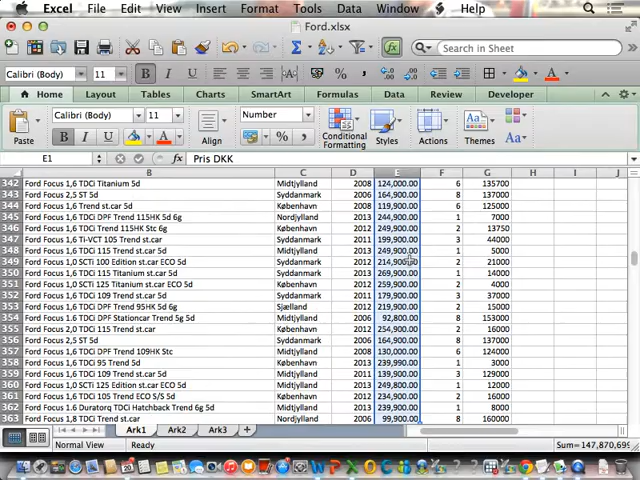 Excel File Edit View Insert Format Tools Data Window Help
Ford.xlsx
Search in Sheet
Calibri (Body) 11 B I U
Home Layout Tables Charts SmartArt Formulas Data Review Developer
Calibri (Body) 11 Number
Paste B I U Align % Conditional Formatting Styles Actions Themes Aa
E1 fx Pris DKK
B C D E F G H I J
342 Ford Focus 1,6 TDCi Titanium 5d Midtjylland 2008 124,000.00 6 135700
343 Ford Focus 2,5 ST 5d Syddanmark 2006 164,900.00 8 137000
344 Ford Focus 1,6 Trend st.car 5d København 2008 119,900.00 6 125000
345 Ford Focus 1,6 TDCi DPF Trend 115HK 5d 6g Nordjylland 2013 244,900.00 1 7000
346 Ford Focus 1,6 TDCi DPF Trend 115HK Stc 6g København 2012 249,900.00 2 13750
347 Ford Focus 1,6 Ti-VCT 105 Trend st.car Syddanmark 2011 199,900.00 3 44000
348 Ford Focus 1,6 TDCi 115 Trend st.car 5d Midtjylland 2013 249,900.00 1 5000
349 Ford Focus 1,0 SCTi 100 Edition st.car ECO 5d Syddanmark 2012 214,900.00 2 21000
350 Ford Focus 1,6 TDCi 115 Titanium st.car 5d Midtjylland 2013 269,900.00 1 14000
351 Ford Focus 1,0 SCTi 125 Titanium st.car ECO 5d København 2012 259,900.00 2 4000
352 Ford Focus 1,6 TDCi 109 Trend st.car 5d Syddanmark 2011 179,900.00 3 37000
353 Ford Focus 1,6 TDCi DPF Trend 95HK 5d 6g Sjælland 2012 219,900.00 2 15000
354 Ford Focus 1,6 TDCi DPF Stationcar Trend 5g 5d Midtjylland 2006 92,800.00 8 153000
355 Ford Focus 2,0 TDCi 115 Trend st.car København 2012 254,900.00 2 16000
356 Ford Focus 2,5 ST 5d Syddanmark 2006 164,900.00 8 137000
357 Ford Focus 1,6 TDCi DPF Trend 109HK Stc Midtjylland 2008 130,000.00 6 124000
358 Ford Focus 1,6 TDCi 95 Trend 5d København 2013 239,990.00 1 3000
359 Ford Focus 1,6 TDCi 109 Trend st.car 5d Midtjylland 2011 139,900.00 3 129000
360 Ford Focus 1,0 SCTi 125 Edition st.car ECO 5d København 2013 249,800.00 1 12000
361 Ford Focus 1,6 TDCi 105 Trend ECO S/S 5d København 2012 234,900.00 2 16000
362 Ford Focus 1.6 Duratorq TDCi Hatchback Trend 6g 5d Midtjylland 2013 239,900.00 1 8000
363 Ford Focus 1,8 TDCi Trend st.car Nordjylland 2006 99,900.00 8 160000
Ark1 Ark2 Ark3
Normal View Ready Sum=147,870,699